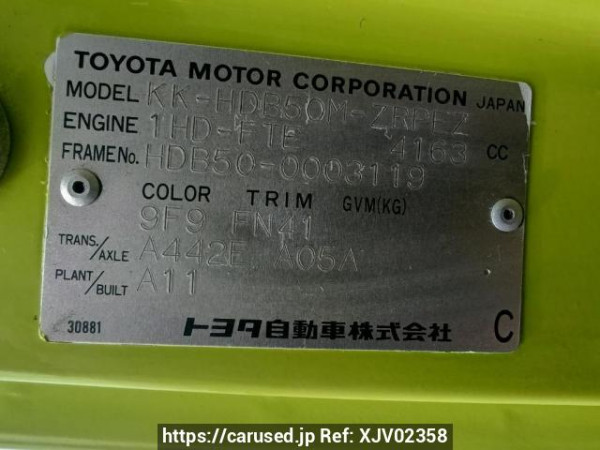 TOYOTA MOTOR CORPORATION JAPAN
MODEL KK-HDB50M-ZRPEZ
ENGINE 1HD-FTE 4163 CC
FRAME No. HDB50-0003119
COLOR TRIM GVM(KG)
9F9 FN41
TRANS./AXLE A442E A05A
PLANT/BUILT A11
30881 トヨタ自動車株式会社 C
https://carused.jp Ref: XJV02358